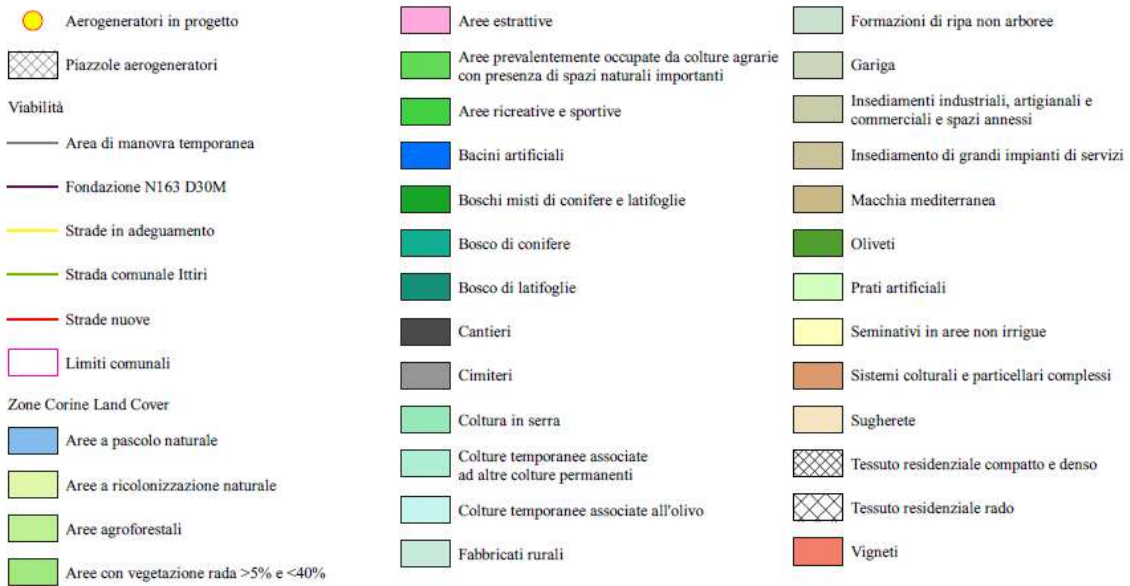 Aerogeneratori in progetto
Piazzole aerogeneratori
Viabilità
Area di manovra temporanea
Fondazione N163 D30M
Strade in adeguamento
Strada comunale Ittiri
Strade nuove
Limiti comunali
Zone Corine Land Cover
Aree a pascolo naturale
Aree a ricolonizzazione naturale
Aree agroforestali
Aree con vegetazione rada >5% e <40%
Aree estrattive
Aree prevalentemente occupate da colture agrarie
con presenza di spazi naturali importanti
Aree ricreative e sportive
Bacini artificiali
Boschi misti di conifere e latifoglie
Bosco di conifere
Bosco di latifoglie
Cantieri
Cimiteri
Coltura in serra
Colture temporanee associate
ad altre colture permanenti
Colture temporanee associate all'olivo
Fabbricati rurali
Formazioni di ripa non arboree
Gariga
Insediamenti industriali, artigianali e
commerciali e spazi annessi
Insediamento di grandi impianti di servizi
Macchia mediterranea
Oliveti
Prati artificiali
Seminativi in aree non irrigue
Sistemi colturali e particellari complessi
Sugherete
Tessuto residenziale compatto e denso
Tessuto residenziale rado
Vigneti